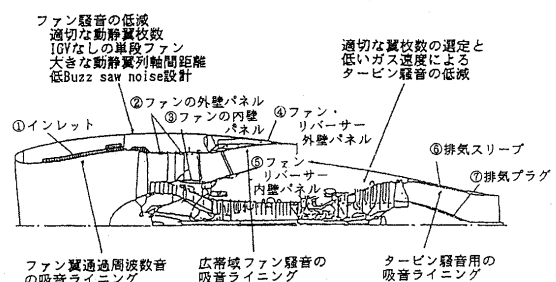 ファン騒音の低減
適切な動静翼枚数
IGVなしの単段ファン
大きな動静翼列軸間距離
低Buzz saw noise設計
適切な翼枚数の選定と
低いガス速度による
タービン騒音の低減
②ファンの外壁パネル
③ファンの内壁
パネル
④ファン・
リバーサー
外壁パネル
①インレット
⑤ファン
リバーサー
内壁パネル
⑥排気スリーブ
⑦排気プラグ
ファン翼通過周波数音
の吸音ライニング
広帯域ファン騒音の
吸音ライニング
タービン騒音用の
吸音ライニング